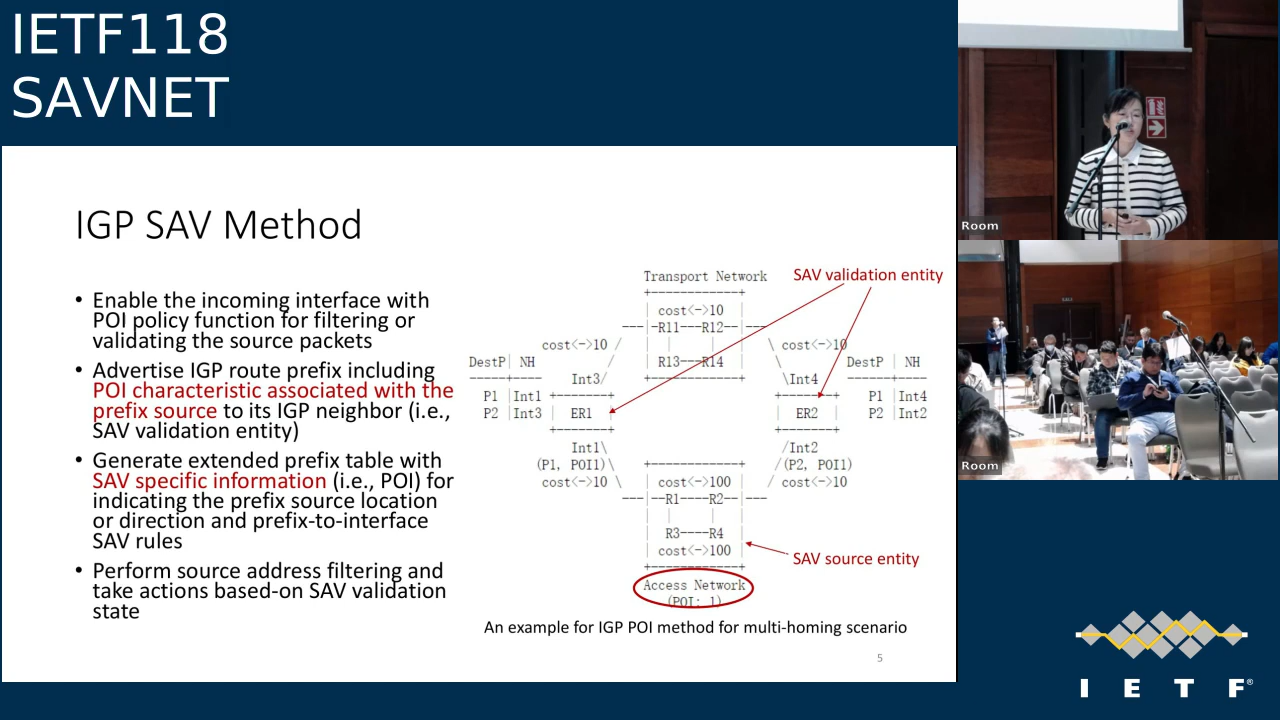 IETF118
SAVNET
IGP SAV Method
• Enable the incoming interface with
POI policy function for filtering or
validating the source packets
• Advertise IGP route prefix including
POI characteristic associated with the
prefix source to its IGP neighbor (i.e.,
SAV validation entity)
• Generate extended prefix table with
SAV specific information (i.e., POI) for
indicating the prefix source location
or direction and prefix-to-interface
SAV rules
• Perform source address filtering and
take actions based-on SAV validation
state
Transport Network
SAV validation entity
+-----------+
| cost<->10 |
---|-R11---R12--|---
cost<->10 / | | | | \ cost<->10
DestP| NH / | R13---R14 | \ DestP| NH
-----+---- Int3/ +-----------+ \Int4 -----+----
P1 |Int1 +-------+ +-------+ P1 |Int4
P2 |Int3 | ER1 | | ER2 | P2 |Int2
+-------+ +-------+
Int1\ /Int2
(P1, POI1)\ +-----------+ /(P2, POI1)
cost<->10 \ | cost<->100| / cost<->10
---|--R1---R2--|---
| | | |
| R3----R4 |
| cost<->100|
+-----------+
SAV source entity
Access Network
(POI: 1)
An example for IGP POI method for multi-homing scenario
5
Room
Room
I E T F®